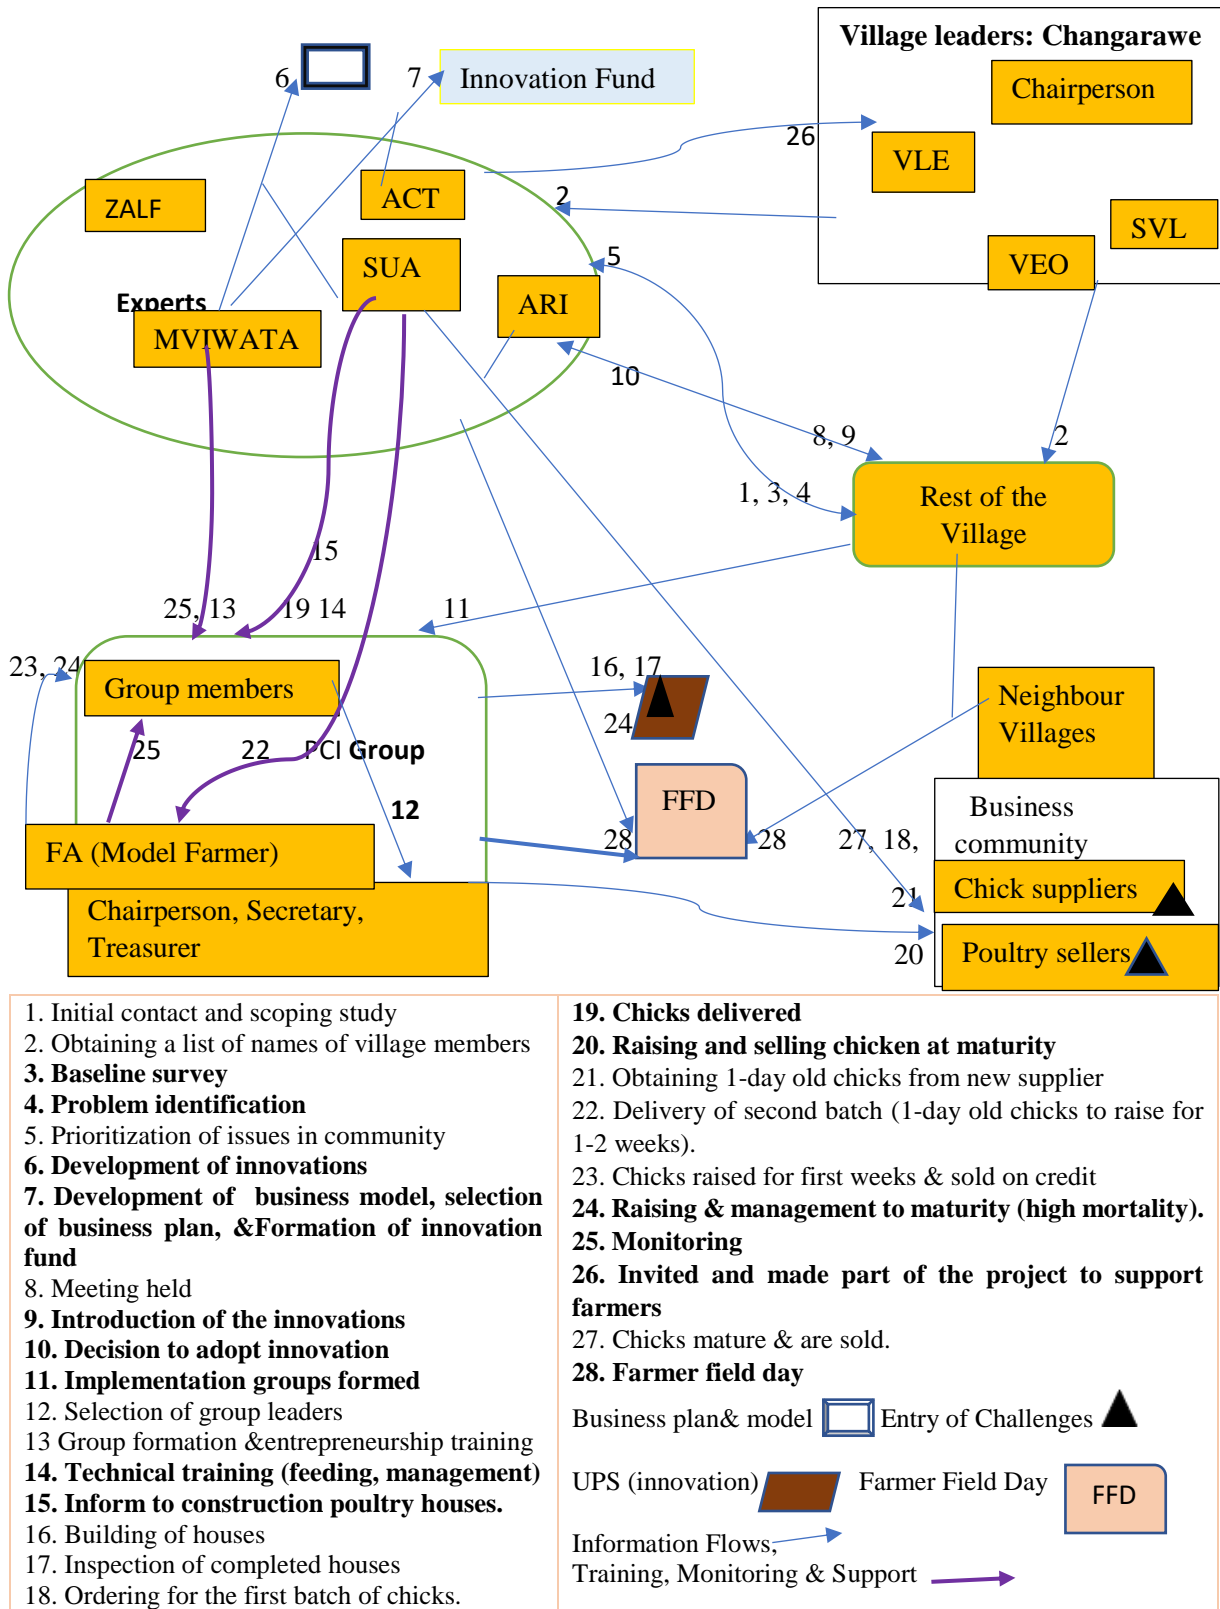 Village leaders: Changarawe
Chairperson
VLE
SVL
VEO
6
7
Innovation Fund
26
ZALF
ACT
2
SUA
5
Experts
ARI
MVIWATA
10
8, 9
2
1, 3, 4
Rest of the
Village
15
25, 13
19 14
11
23, 24
Group members
16, 17
24
Neighbour
Villages
25
22
PCI Group
12
FFD
28
28
27, 18,
Business
community
FA (Model Farmer)
Chick suppliers
21
Chairperson, Secretary,
Treasurer
20
Poultry sellers
1. Initial contact and scoping study
2. Obtaining a list of names of village members
3. Baseline survey
4. Problem identification
5. Prioritization of issues in community
6. Development of innovations
7. Development of business model, selection
of business plan, &Formation of innovation
fund
8. Meeting held
9. Introduction of the innovations
10. Decision to adopt innovation
11. Implementation groups formed
12. Selection of group leaders
13 Group formation &entrepreneurship training
14. Technical training (feeding, management)
15. Inform to construction poultry houses.
16. Building of houses
17. Inspection of completed houses
18. Ordering for the first batch of chicks.
19. Chicks delivered
20. Raising and selling chicken at maturity
21. Obtaining 1-day old chicks from new supplier
22. Delivery of second batch (1-day old chicks to raise for
1-2 weeks).
23. Chicks raised for first weeks & sold on credit
24. Raising & management to maturity (high mortality).
25. Monitoring
26. Invited and made part of the project to support
farmers
27. Chicks mature & are sold.
28. Farmer field day
Business plan& model
Entry of Challenges
UPS (innovation)
Farmer Field Day
FFD
Information Flows,
Training, Monitoring & Support